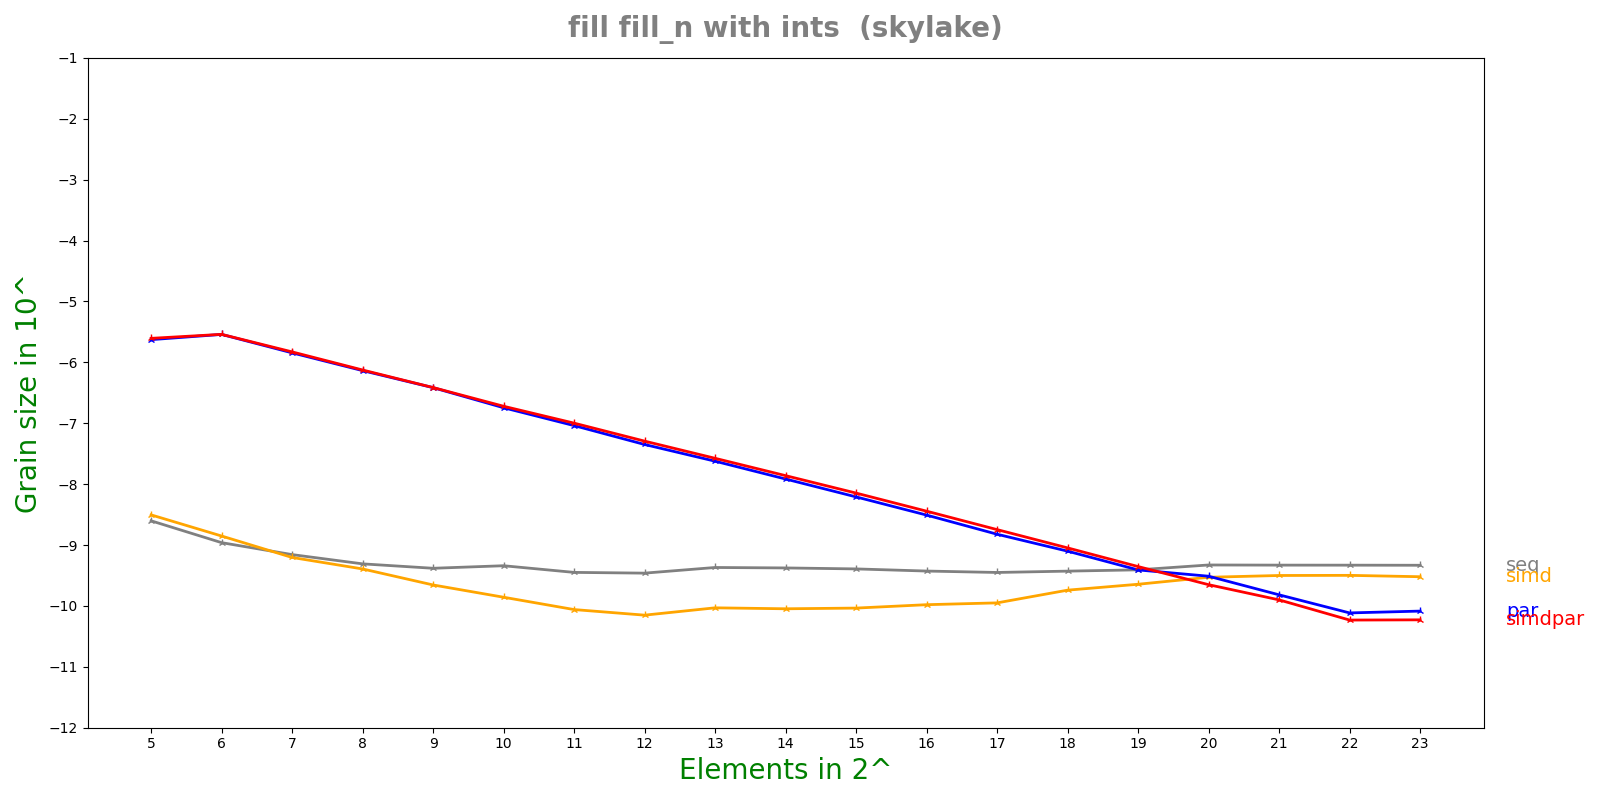 fill fill_n with ints  (skylake)
Grain size in 10^
−1
−2
−3
−4
−5
−6
−7
−8
−9
−10
−11
−12
seq
simd
par
simdpar
5 6 7 8 9 10 11 12 13 14 15 16 17 18 19 20 21 22 23
Elements in 2^